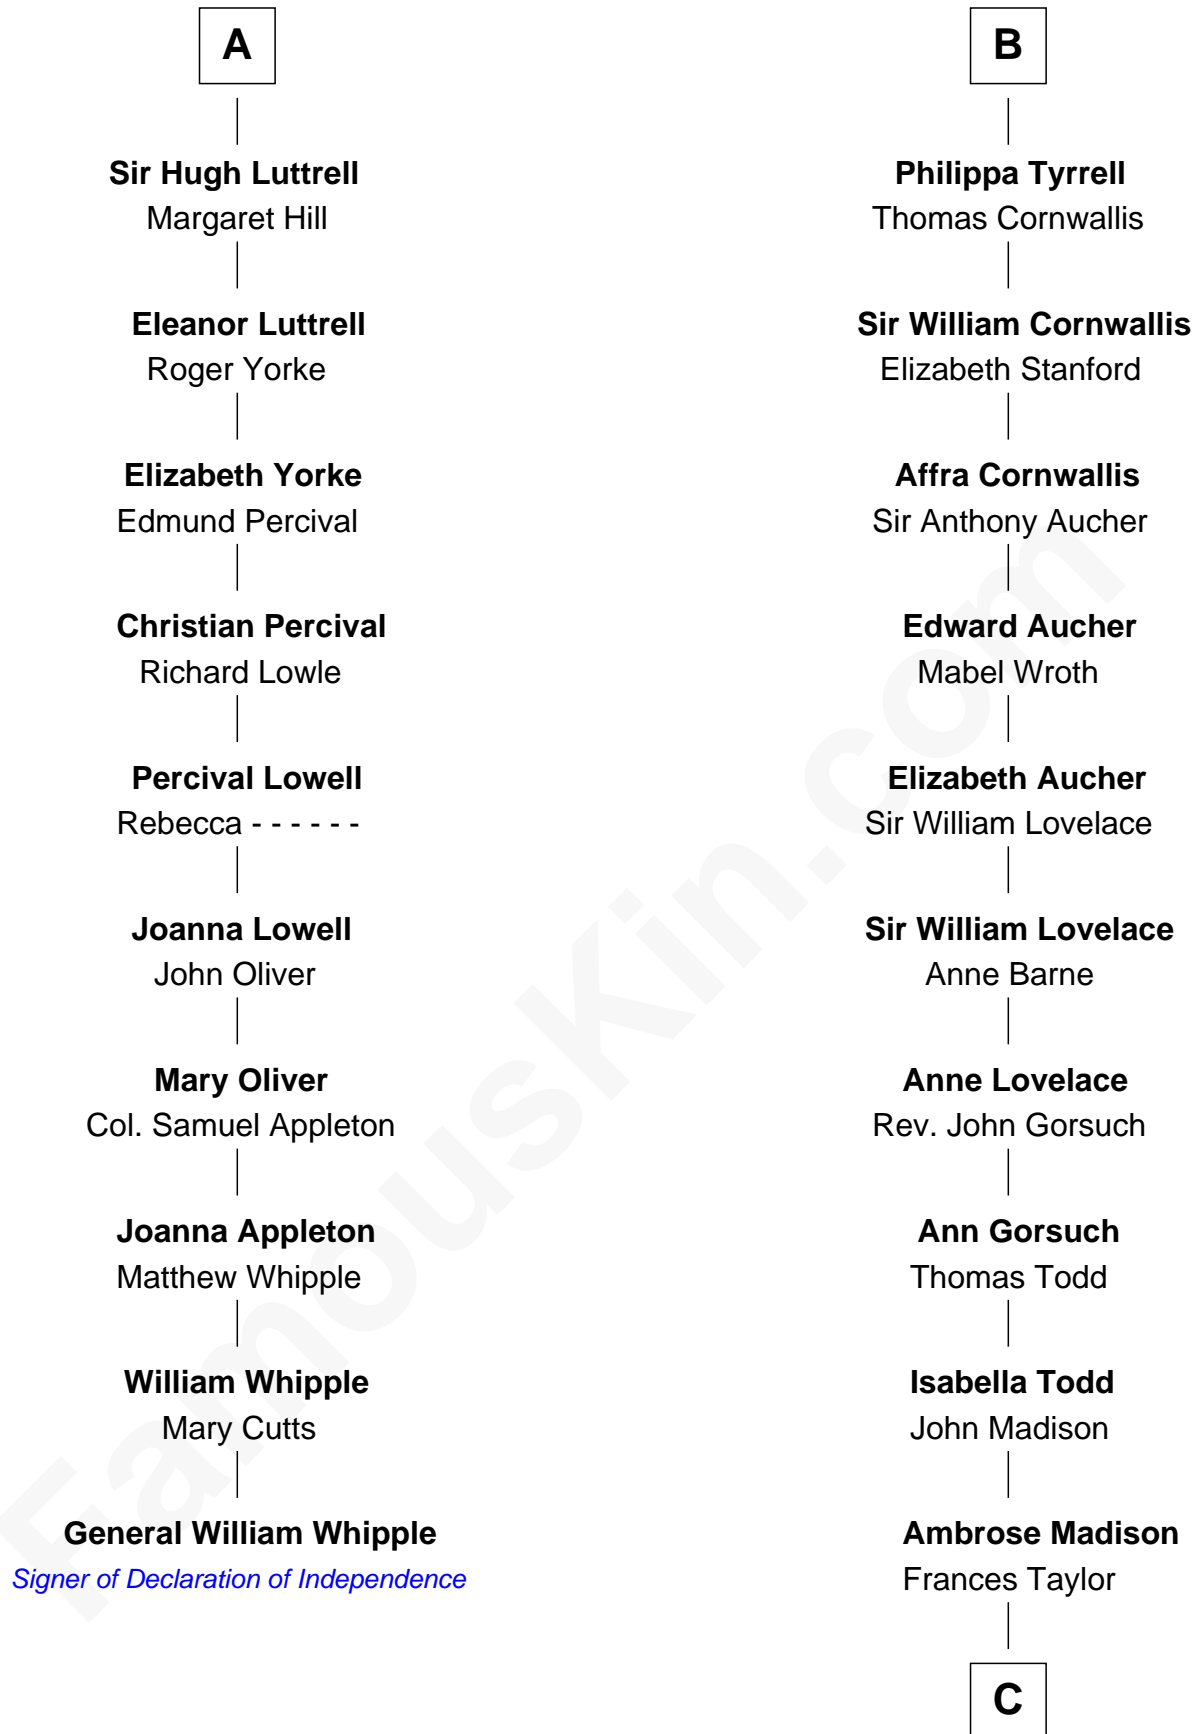 A
Sir Hugh Luttrell
Margaret Hill
Eleanor Luttrell
Roger Yorke
Elizabeth Yorke
Edmund Percival
Christian Percival
Richard Lowle
Percival Lowell
Rebecca - - - - - -
Joanna Lowell
John Oliver
Mary Oliver
Col. Samuel Appleton
Joanna Appleton
Matthew Whipple
William Whipple
Mary Cutts
General William Whipple
Signer of Declaration of Independence
B
Philippa Tyrrell
Thomas Cornwallis
Sir William Cornwallis
Elizabeth Stanford
Affra Cornwallis
Sir Anthony Aucher
Edward Aucher
Mabel Wroth
Elizabeth Aucher
Sir William Lovelace
Sir William Lovelace
Anne Barne
Anne Lovelace
Rev. John Gorsuch
Ann Gorsuch
Thomas Todd
Isabella Todd
John Madison
Ambrose Madison
Frances Taylor
C
FamousKin.com